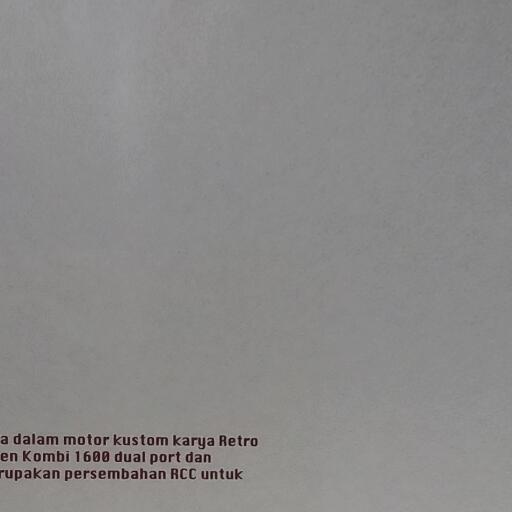 a dalam motor kustom karya Retro
en Kombi 1600 dual port dan
rupakan persembahan RCC untuk